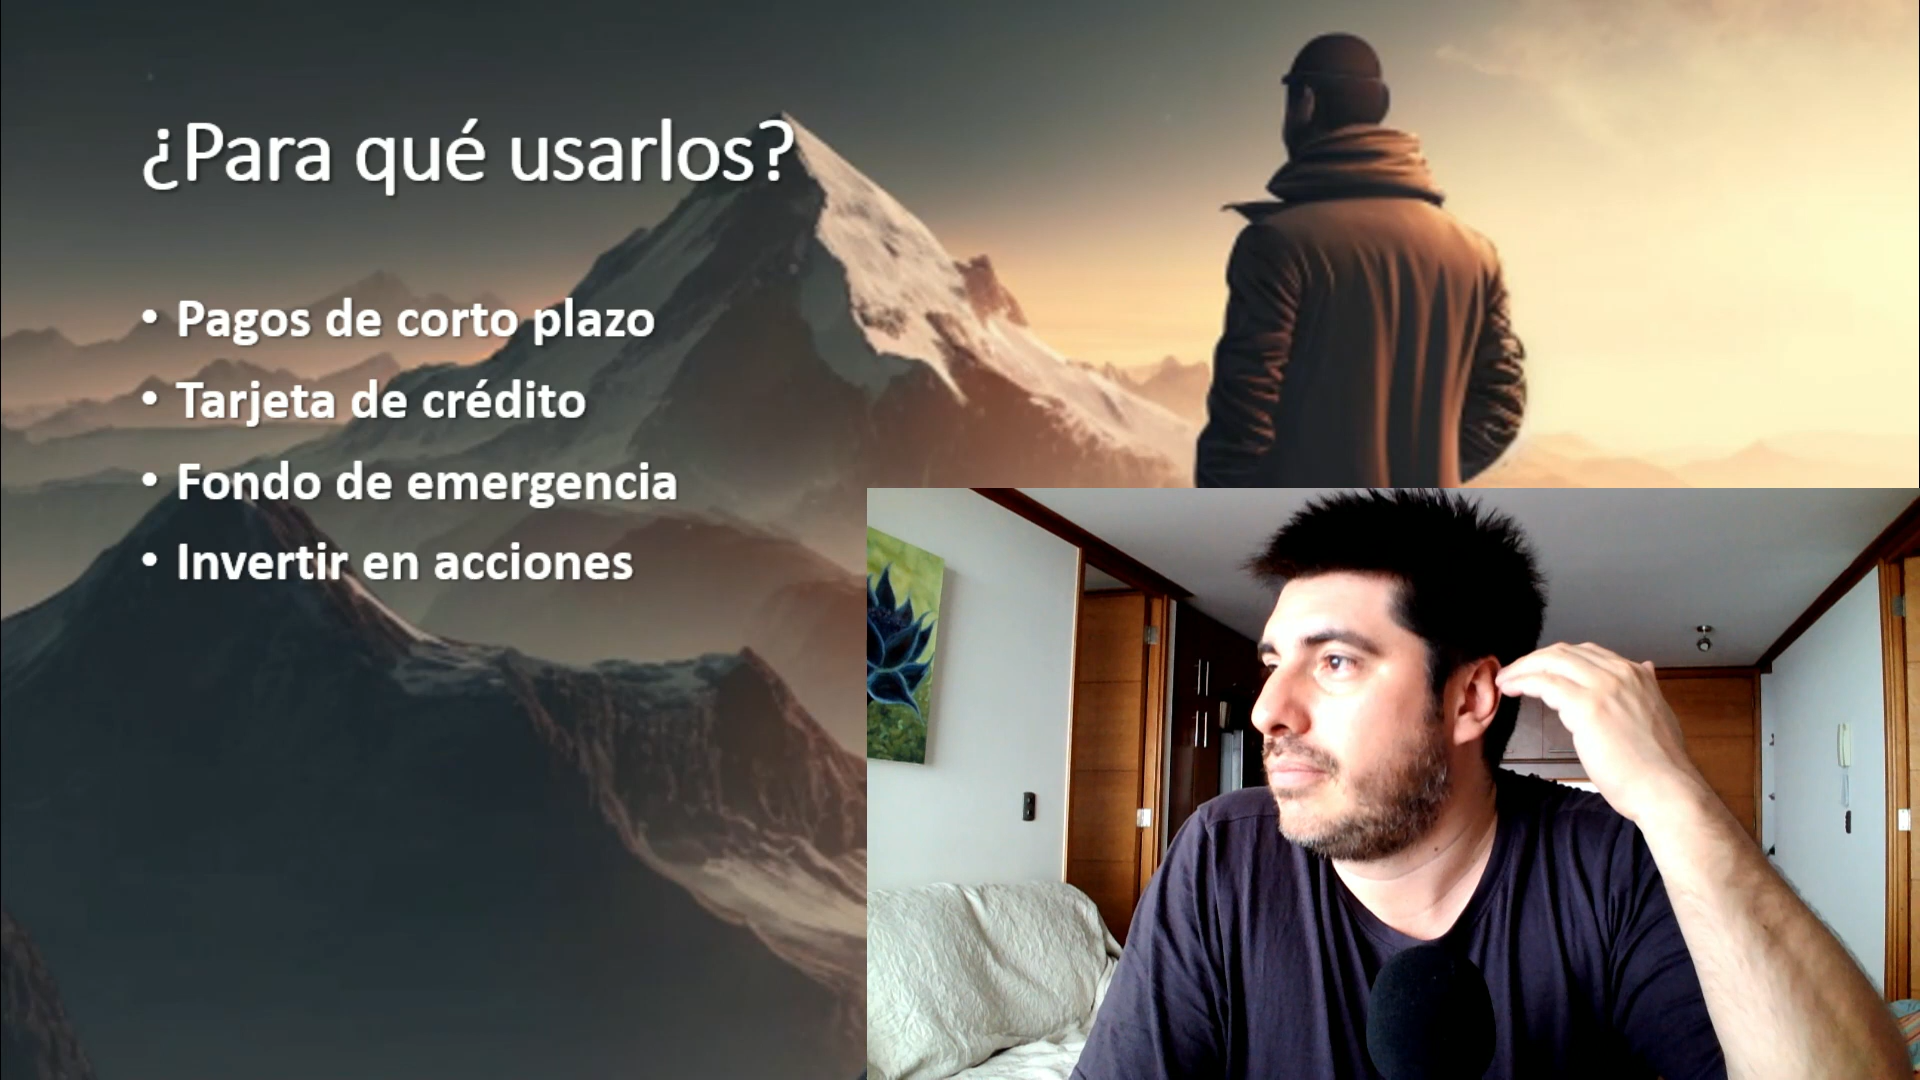 ¿Para qué usarlos?
• Pagos de corto plazo
• Tarjeta de crédito
• Fondo de emergencia
• Invertir en acciones